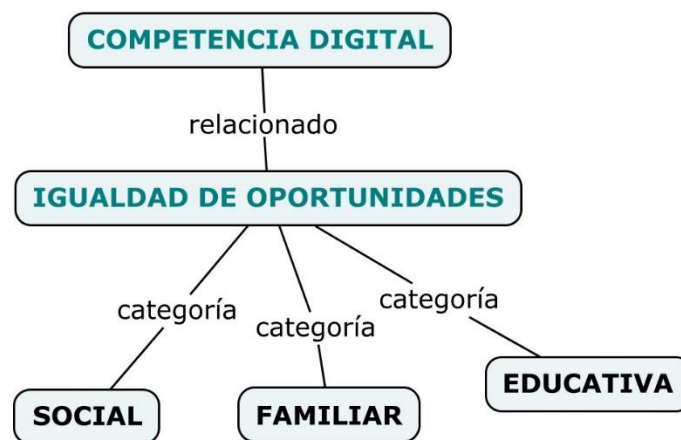 COMPETENCIA DIGITAL
relacionado
IGUALDAD DE OPORTUNIDADES
categoría
categoría
categoría
SOCIAL
FAMILIAR
EDUCATIVA